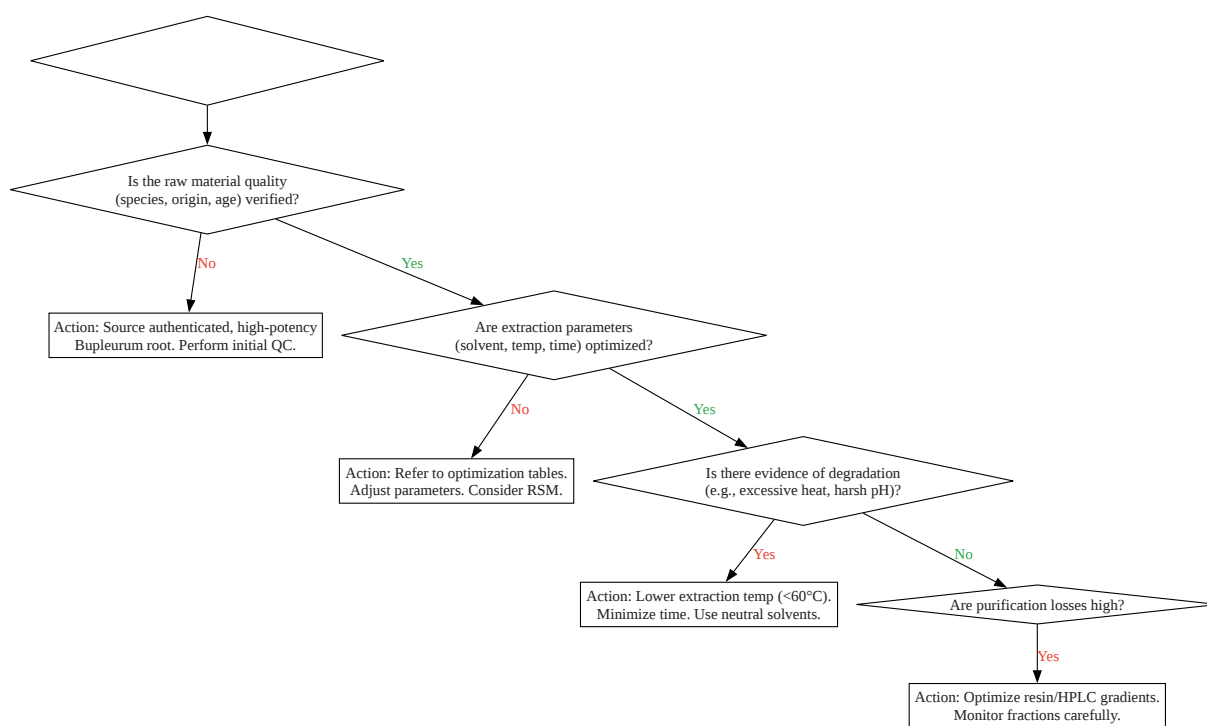 Is the raw material quality
(species, origin, age) verified?
No
Yes
Action: Source authenticated, high-potency
Bupleurum root. Perform initial QC.
Are extraction parameters
(solvent, temp, time) optimized?
No
Yes
Action: Refer to optimization tables.
Adjust parameters. Consider RSM.
Is there evidence of degradation
(e.g., excessive heat, harsh pH)?
Yes
No
Action: Lower extraction temp (<60°C).
Minimize time. Use neutral solvents.
Are purification losses high?
Yes
Action: Optimize resin/HPLC gradients.
Monitor fractions carefully.